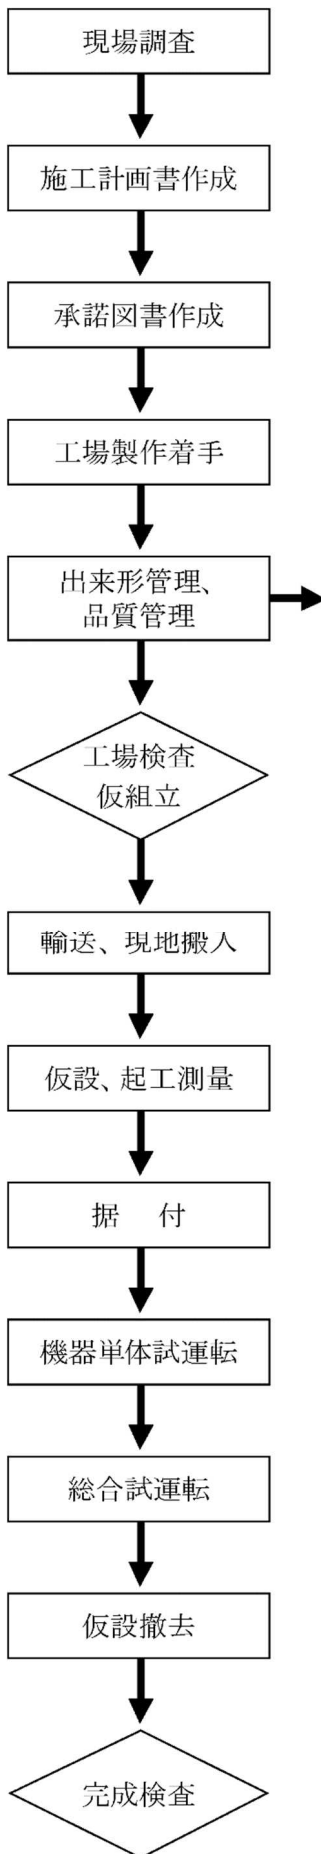 現場調査
施工計画書作成
承諾図書作成
工場製作着手
出来形管理、
品質管理
工場検査
仮組立
輸送、現地搬入
仮設、起工測量
据　付
機器単体試運転
総合試運転
仮設撤去
完成検査